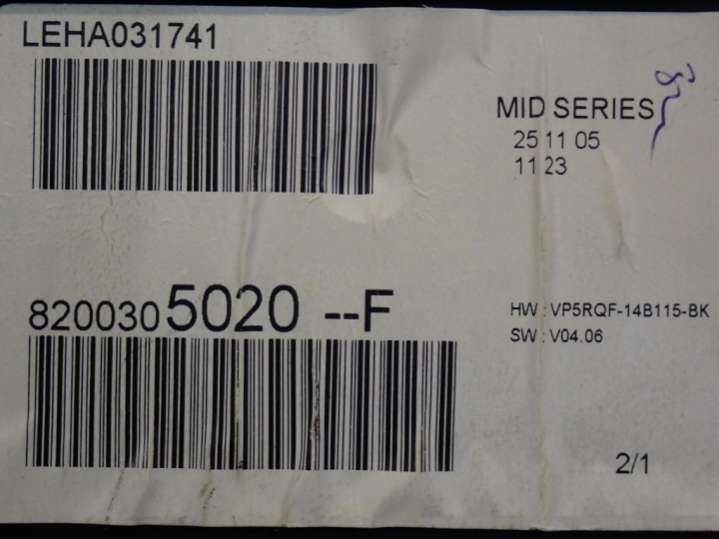 LEHA031741
MID SERIES
25 11 05
11 23
8200305020 --F
HW : VP5RQF-14B115-BK
SW : V04.06
2/1